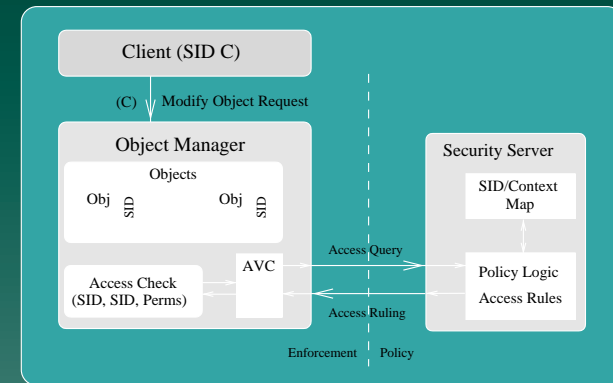 Client (SID C)
(C) Modify Object Request
Object Manager
Objects
Obj SID
Obj SID
Access Check
(SID, SID, Perms)
AVC
Access Query
Access Ruling
Enforcement Policy
Security Server
SID/Context
Map
Policy Logic
Access Rules